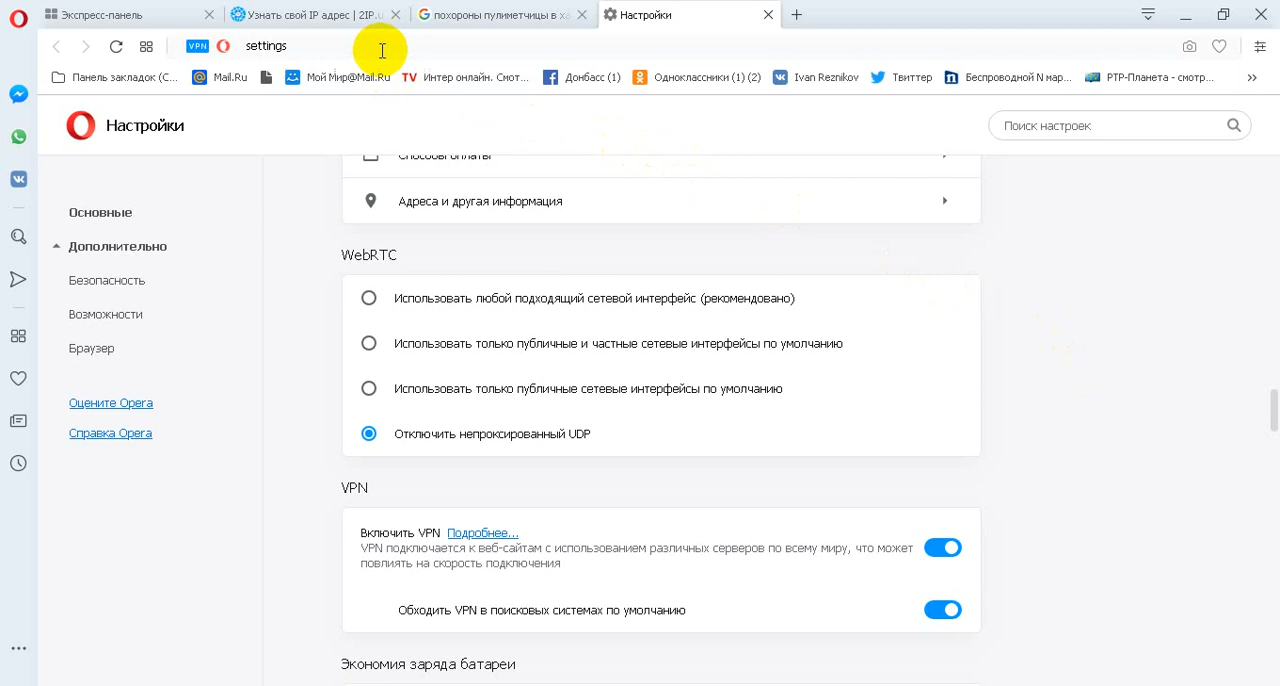 Экспресс-панель
Узнать свой IP адрес | 2IP.
похороны пулиметчицы в ха
Настройки
VPN settings
Панель закладок (С...
Mail.Ru
Мой Мир@Mail.Ru
TV Интер онлайн. Смот...
Донбасс (1)
Одноклассники (1) (2)
Ivan Reznikov
Твиттер
Беспроводной N мар...
РТР-Планета - смотр...
Настройки
Поиск настроек
Основные
Дополнительно
Безопасность
Возможности
Браузер
Оцените Opera
Справка Opera
Способы оплаты
Адреса и другая информация
WebRTC
Использовать любой подходящий сетевой интерфейс (рекомендовано)
Использовать только публичные и частные сетевые интерфейсы по умолчанию
Использовать только публичные сетевые интерфейсы по умолчанию
Отключить непроксированный UDP
VPN
Включить VPN Подробнее...
VPN подключается к веб-сайтам с использованием различных серверов по всему миру, что может
повлиять на скорость подключения
Обходить VPN в поисковых системах по умолчанию
Экономия заряда батареи